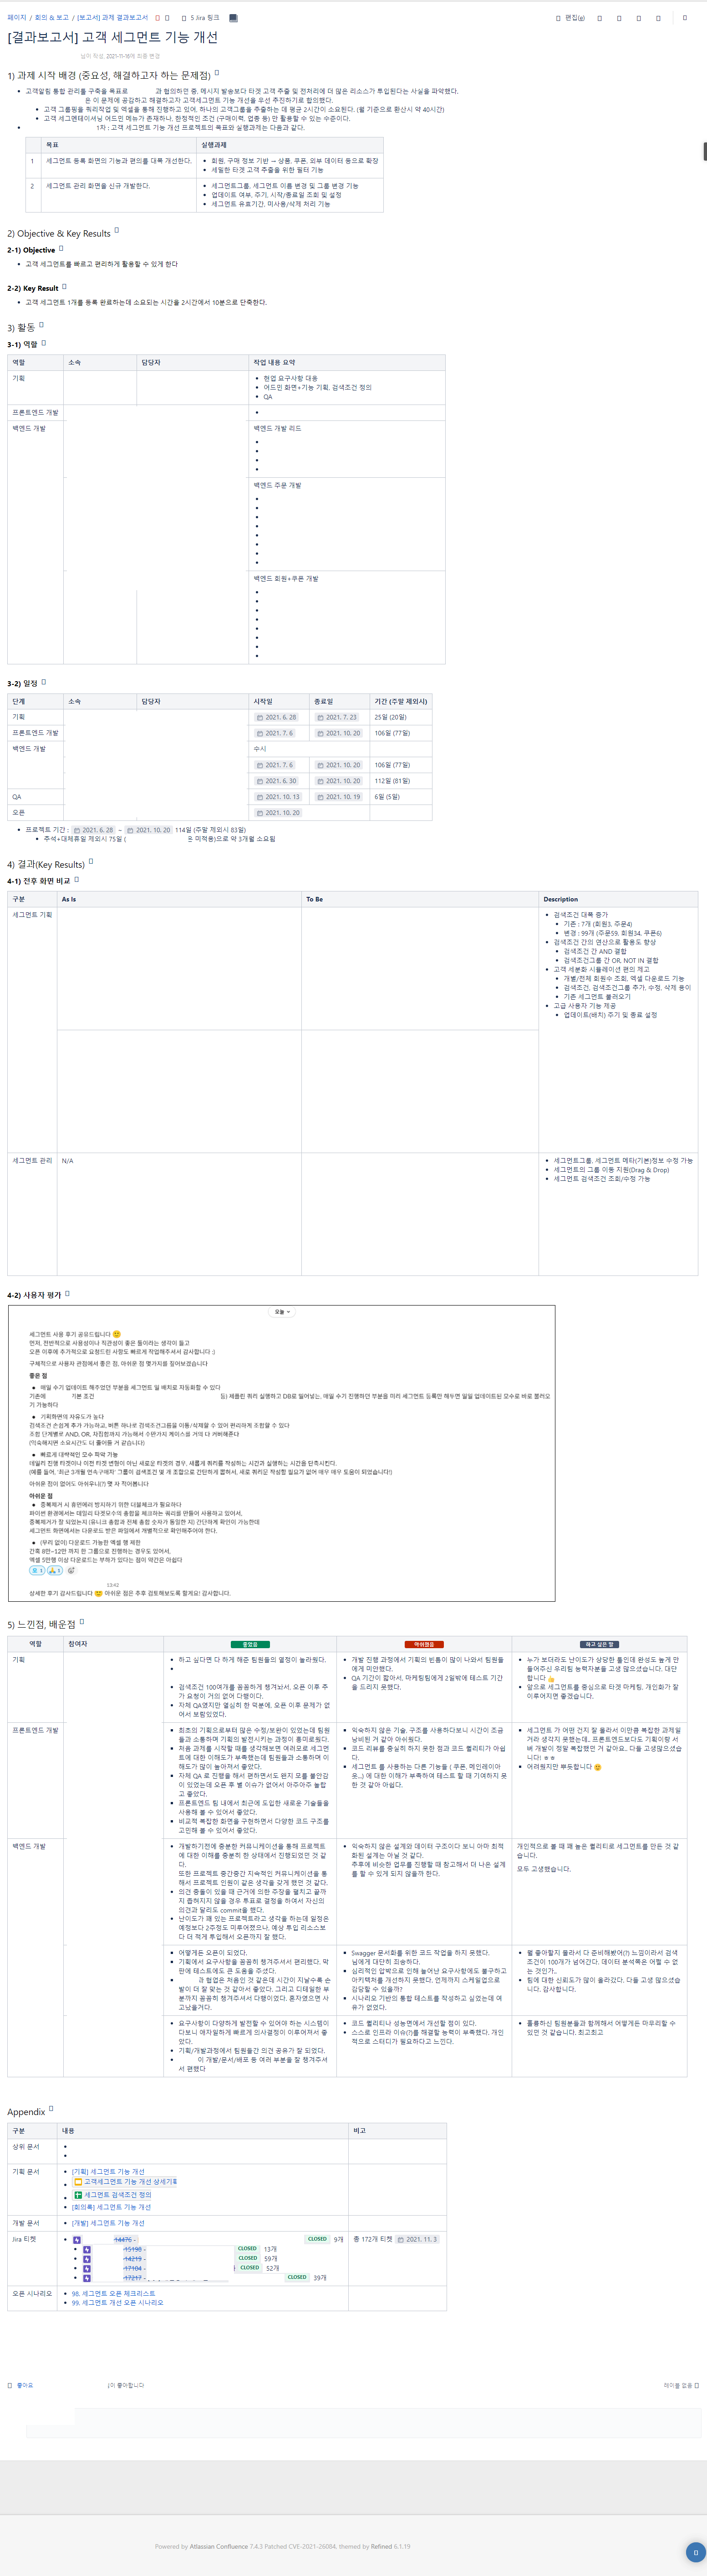 페이지 / 회의 & 보고 / [보고서] 과제 결과보고서
5 Jira 링크
편집(e)
[결과보고서] 고객 세그먼트 기능 개선
님이 작성, 2021-11-18에 최종 변경
1) 과제 시작 배경 (중요성, 해결하고자 하는 문제점)
고객알림 통합 관리를 구축을 목표로 과 협의하던 중, 메시지 발송보다 타겟 고객 추출 및 전처리에 더 많은 리소스가 투입된다는 사실을 파악했다.
은 이 문제에 공감하고 해결하고자 고객세그먼트 기능 개선을 우선 추진하기로 합의했다.
고객 그룹핑을 쿼리작업 및 엑셀을 통해 진행하고 있어, 하나의 고객그룹을 추출하는 데 평균 2시간이 소요된다. (월 기준으로 환산시 약 40시간)
고객 세그멘테이셔닝 어드민 메뉴가 존재하나, 한정적인 조건 (구매이력, 업종 등) 만 활용할 수 있는 수준이다.
1차 : 고객 세그먼트 기능 개선 프로젝트의 목표와 실행과제는 다음과 같다.
목표 실행과제
1 세그먼트 등록 화면의 기능과 편의를 대폭 개선한다.
회원, 구매 정보 기반 → 상품, 쿠폰, 외부 데이터 등으로 확장
세밀한 타겟 고객 추출을 위한 필터 기능
2 세그먼트 관리 화면을 신규 개발한다.
세그먼트그룹, 세그먼트 이름 변경 및 그룹 변경 기능
업데이트 여부, 주기, 시작/종료일 조회 및 설정
세그먼트 유효기간, 미사용/삭제 처리 기능
2) Objective & Key Results
2-1) Objective
고객 세그먼트를 빠르고 편리하게 활용할 수 있게 한다
2-2) Key Result
고객 세그먼트 1개를 등록 완료하는데 소요되는 시간을 2시간에서 10분으로 단축한다.
3) 활동
3-1) 역할
역할 소속 담당자 작업 내용 요약
기획
현업 요구사항 대응
어드민 화면+기능 기획, 검색조건 정의
QA
프론트엔드 개발
백엔드 개발
백엔드 개발 리드
백엔드 주문 개발
백엔드 회원+쿠폰 개발
3-2) 일정
단계 소속 담당자 시작일 종료일 기간 (주말 제외시)
기획 2021. 6. 28 2021. 7. 23 25일 (20일)
프론트엔드 개발 2021. 7. 6 2021. 10. 20 106일 (77일)
백엔드 개발 수시
2021. 7. 6 2021. 10. 20 106일 (77일)
2021. 6. 30 2021. 10. 20 112일 (81일)
QA 2021. 10. 13 2021. 10. 19 6일 (5일)
오픈 2021. 10. 20
프로젝트 기간 : 2021. 6. 28 ~ 2021. 10. 20 114일 (주말 제외시 83일)
추석+대체휴일 제외시 75일 ( 은 미적용)으로 약 3개월 소요됨
4) 결과(Key Results)
4-1) 전후 화면 비교
구분 As Is To Be Description
세그먼트 기획
검색조건 대폭 증가
기존 : 7개 (회원3, 주문4)
변경 : 99개 (주문59, 회원34, 쿠폰6)
검색조건 간의 연산으로 활용도 향상
검색조건 간 AND 결합
검색조건그룹 간 OR, NOT IN 결합
고객 세분화 시뮬레이션 편의 제고
개별/전체 회원수 조회, 엑셀 다운로드 기능
검색조건, 검색조건그룹 추가, 수정, 삭제 용이
기존 세그먼트 불러오기
고급 사용자 기능 제공
업데이트(배치) 주기 및 종료 설정
세그먼트 관리 N/A
세그먼트그룹, 세그먼트 메타(기본)정보 수정 가능
세그먼트의 그룹 이동 지원(Drag & Drop)
세그먼트 검색조건 조회/수정 가능
4-2) 사용자 평가
오늘
세그먼트 사용 후기 공유드립니다 🙂
먼저, 전반적으로 사용성이나 직관성이 좋은 툴이라는 생각이 들고
오픈 이후에 추가적으로 요청드린 사항도 빠르게 작업해주셔서 감사합니다 ;)
구체적으로 사용자 관점에서 좋은 점, 아쉬운 점 몇가지를 짚어보겠습니다
좋은 점
매일 수기 업데이트 해주었던 부분을 세그먼트 일 배치로 자동화할 수 있다
기존에 기본 조건 등) 세분된 쿼리 실행하고 DB로 밀어넣는, 매일 수기 진행하던 부분을 미리 세그먼트 등록만 해두면 일일 업데이트된 모수로 바로 불러오
기 가능하다
기획화면의 자유도가 높다
검색조건 손쉽게 추가 가능하고, 버튼 하나로 검색조건그룹을 이동/삭제할 수 있어 편리하게 조합할 수 있다
조합 단계별로 AND, OR, 차집합까지 가능해서 수만가지 케이스를 거의 다 커버해준다
(익숙해지면 소요시간도 더 줄어들 거 같습니다)
빠르게 대략적인 모수 파악 가능
데일리 진행 타겟이나 이전 타겟 변형이 아닌 새로운 타겟의 경우, 새롭게 쿼리를 작성하는 시간과 실행하는 시간을 단축시킨다.
(예를 들어, '최근 3개월 연속구매자' 그룹이 검색조건 몇 개 조합으로 간단하게 뽑혀서, 새로 쿼리문 작성할 필요가 없어 매우 매우 도움이 되었습니다!)
아쉬운 점이 없어도 아쉬우니(?) 몇 자 적어봅니다
아쉬운 점
중복제거 시 휴먼에러 방지하기 위한 더블체크가 필요하다
파이썬 환경에서는 데일리 타겟모수의 총합을 체크하는 쿼리를 만들어 사용하고 있어서,
중복제거가 잘 되었는지 (유니크 총합과 전체 총합 숫자가 동일한 지) 간단하게 확인이 가능한데
세그먼트 화면에서는 다운로드 받은 파일에서 개별적으로 확인해주어야 한다.
(무리 없이) 다운로드 가능한 엑셀 행 제한
간혹 8만~12만 까지 한 그룹으로 진행하는 경우도 있어서,
엑셀 5만행 이상 다운로드는 부하가 있다는 점이 약간은 아쉽다
13:42
상세한 후기 감사드립니다 😊 아쉬운 점은 추후 검토해보도록 할게요! 감사합니다.
5) 느낀점, 배운점
역할 참여자 좋았음 아쉬웠음 하고 싶은 말
기획
하고 싶다면 다 하게 해준 팀원들의 열정이 놀라웠다.
검색조건 100여개를 꼼꼼하게 챙겨놔서, 오픈 이후 추가 요청이 거의 없어 다행이다.
자체 QA였지만 열심히 한 덕분에, 오픈 이후 문제가 없어서 보람있었다.
개발 진행 과정에서 기획의 빈틈이 많이 나와서 팀원들에게 미안했다.
QA 기간이 짧아서, 마케팅팀에게 2일밖에 테스트 기간을 드리지 못했다.
누가 보더라도 난이도가 상당한 툴인데 완성도 높게 만들어주신 우리팀 능력자분들 고생 많으셨습니다. 대단합니다 👍
앞으로 세그먼트를 중심으로 타겟 마케팅, 개인화가 잘 이루어지면 좋겠습니다.
프론트엔드 개발
최초의 기획으로부터 많은 수정/보완이 있었는데 팀원들과 소통하며 기획의 발전시키는 과정이 흥미로웠다.
처음 과제를 시작할 때를 생각해보면 여러모로 세그먼트에 대한 이해도가 부족했는데 팀원들과 소통하며 이해도가 많이 높아져서 좋았다.
자체 QA 로 진행을 해서 편하면서도 왠지 모를 불안감이 있었는데 오픈 후 별 이슈가 없어서 아주아주 놀랍고 좋았다.
프론트엔드 팀 내에서 최근에 도입한 새로운 기술들을 사용해 볼 수 있어서 좋았다.
비교적 복잡한 화면을 구현하면서 다양한 코드 구조를 고민해 볼 수 있어서 좋았다.
익숙하지 않은 기술, 구조를 사용하다보니 시간이 조금 낭비된 거 같아 아쉬웠다.
코드 리뷰를 충실히 하지 못한 점과 코드 퀄리티가 아쉽다.
세그먼트 를 사용하는 다른 기능들 ( 쿠폰, 메인레이아웃...) 에 대한 이해가 부족하여 테스트 할 때 기여하지 못한 것 같아 아쉽다.
세그먼트 가 어떤 건지 잘 몰라서 이만큼 복잡한 과제일거라 생각지 못했는데.. 프론트엔드보다도 기획이랑 서버 개발이 정말 복잡했던 거 같아요.. 다들 고생많으셨습니다! ㅎㅎ
어려웠지만 뿌듯합니다 🙂
백엔드 개발
개발하기전에 충분한 커뮤니케이션을 통해 프로젝트에 대한 이해를 충분히 한 상태에서 진행되었던 것 같다.
또한 프로젝트 중간중간 지속적인 커뮤니케이션을 통해서 프로젝트 인원이 같은 생각을 갖게 했던 것 같다.
의견 충돌이 있을 때 근거에 의한 주장을 펼치고 끝까지 좁혀지지 않을 경우 투표로 결정을 하여서 자신의 의견과 달리도 commit을 했다.
난이도가 꽤 있는 프로젝트라고 생각을 하는데 일정은 예정보다 2주정도 미루어졌으나, 예상 투입 리소스보다 더 적게 투입해서 오픈까지 잘 했다.
익숙하지 않은 설계와 데이터 구조이다 보니 아마 최적화된 설계는 아닐 것 같다.
추후에 비슷한 업무를 진행할 때 참고해서 더 나은 설계를 할 수 있게 되지 않을까 한다.
개인적으로 볼 때 꽤 높은 퀄리티로 세그먼트를 만든 것 같습니다.
모두 고생했습니다.
어떻게든 오픈이 되었다.
기획에서 요구사항을 꼼꼼히 챙겨주셔서 편리했다. 막판에 테스트에도 큰 도움을 주셨다.
과 협업은 처음인 것 같은데 시간이 지날수록 손발이 더 잘 맞는 것 같아서 좋았다. 그리고 디테일한 부분까지 꼼꼼히 챙겨주셔서 다행이었다. 혼자였으면 사고났을거다.
Swagger 문서화를 위한 코드 작업을 하지 못했다. 님에게 대단히 죄송하다.
심리적인 압박으로 인해 늘어난 요구사항에도 불구하고 아키텍처를 개선하지 못했다. 언제까지 스케일업으로 감당할 수 있을까?
시나리오 기반의 통합 테스트를 작성하고 싶었는데 여유가 없었다.
뭘 좋아할지 몰라서 다 준비해봤어(?) 느낌이라서 검색조건이 100개가 넘어간다. 데이터 분석쪽은 어쩔 수 없는 것인가..
팀에 대한 신뢰도가 많이 올라갔다. 다들 고생 많으셨습니다. 감사합니다.
요구사항이 다양하게 발전할 수 있어야 하는 시스템이다보니 애자일하게 빠르게 의사결정이 이루어져서 좋았다.
기획/개발과정에서 팀원들간 의견 공유가 잘 되었다.
이 개발/문서/배포 등 여러 부분을 잘 챙겨주셔서 편했다
코드 퀄리티나 성능면에서 개선할 점이 있다.
스스로 인프라 이슈(?)를 해결할 능력이 부족했다. 개인적으로 스터디가 필요하다고 느낀다.
훌륭하신 팀원분들과 함께해서 어떻게든 마무리할 수 있던 것 같습니다. 최고최고
Appendix
구분 내용 비고
상위 문서
기획 문서
[기획] 세그먼트 기능 개선
고객세그먼트 기능 개선 상세기획
세그먼트 검색조건 정의
[회의록] 세그먼트 기능 개선
개발 문서
[개발] 세그먼트 기능 개선
Jira 티켓
14476 - CLOSED 9개
총 172개 티켓 2021. 11. 3
15198 - CLOSED 13개
14219 - CLOSED 59개
17104 - CLOSED 52개
17217 - CLOSED 39개
오픈 시나리오
98. 세그먼트 오픈 체크리스트
99. 세그먼트 개선 오픈 시나리오
좋아요
이 좋아합니다
레이블 없음
Powered by Atlassian Confluence 7.4.3 Patched CVE-2021-26084, themed by Refined 6.1.19